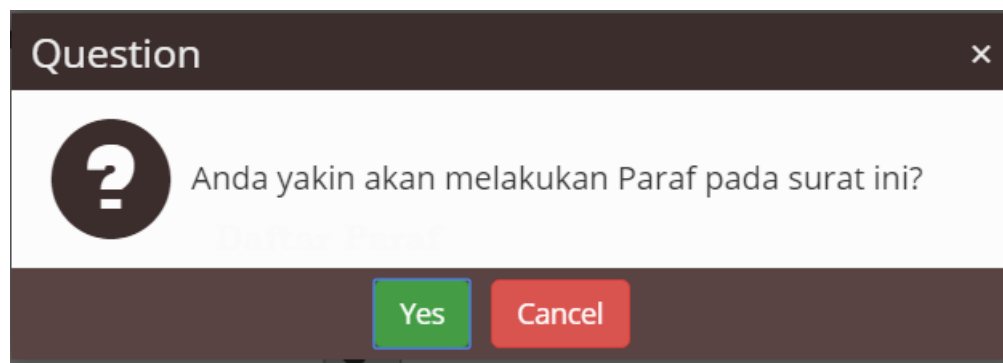 Question ×
Anda yakin akan melakukan Paraf pada surat ini?
Daftar Paraf
Yes Cancel